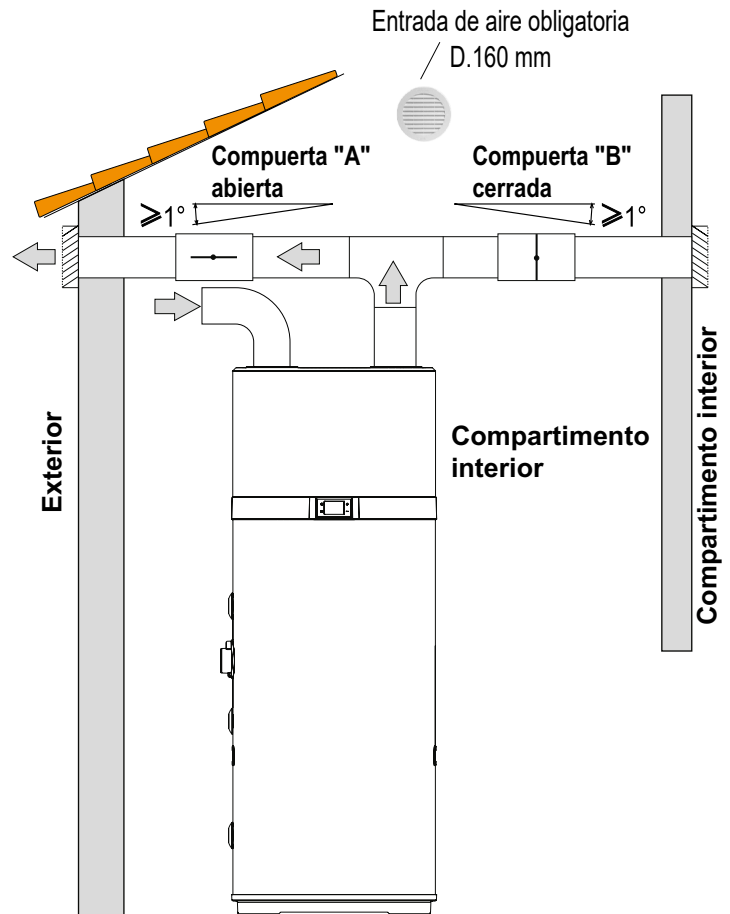 Entrada de aire obligatoria
D.160 mm
Compuerta "A"
abierta
Compuerta "B"
cerrada
⩾1°
⩾1°
Exterior
Compartimento
interior
Compartimento interior